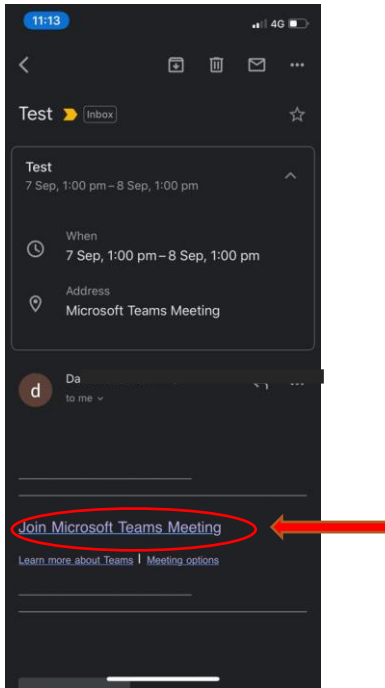 11:13
4G
Test Inbox
Test
7 Sep, 1:00 pm – 8 Sep, 1:00 pm
When
7 Sep, 1:00 pm – 8 Sep, 1:00 pm
Address
Microsoft Teams Meeting
d
Da
to me
Join Microsoft Teams Meeting
Learn more about Teams | Meeting options